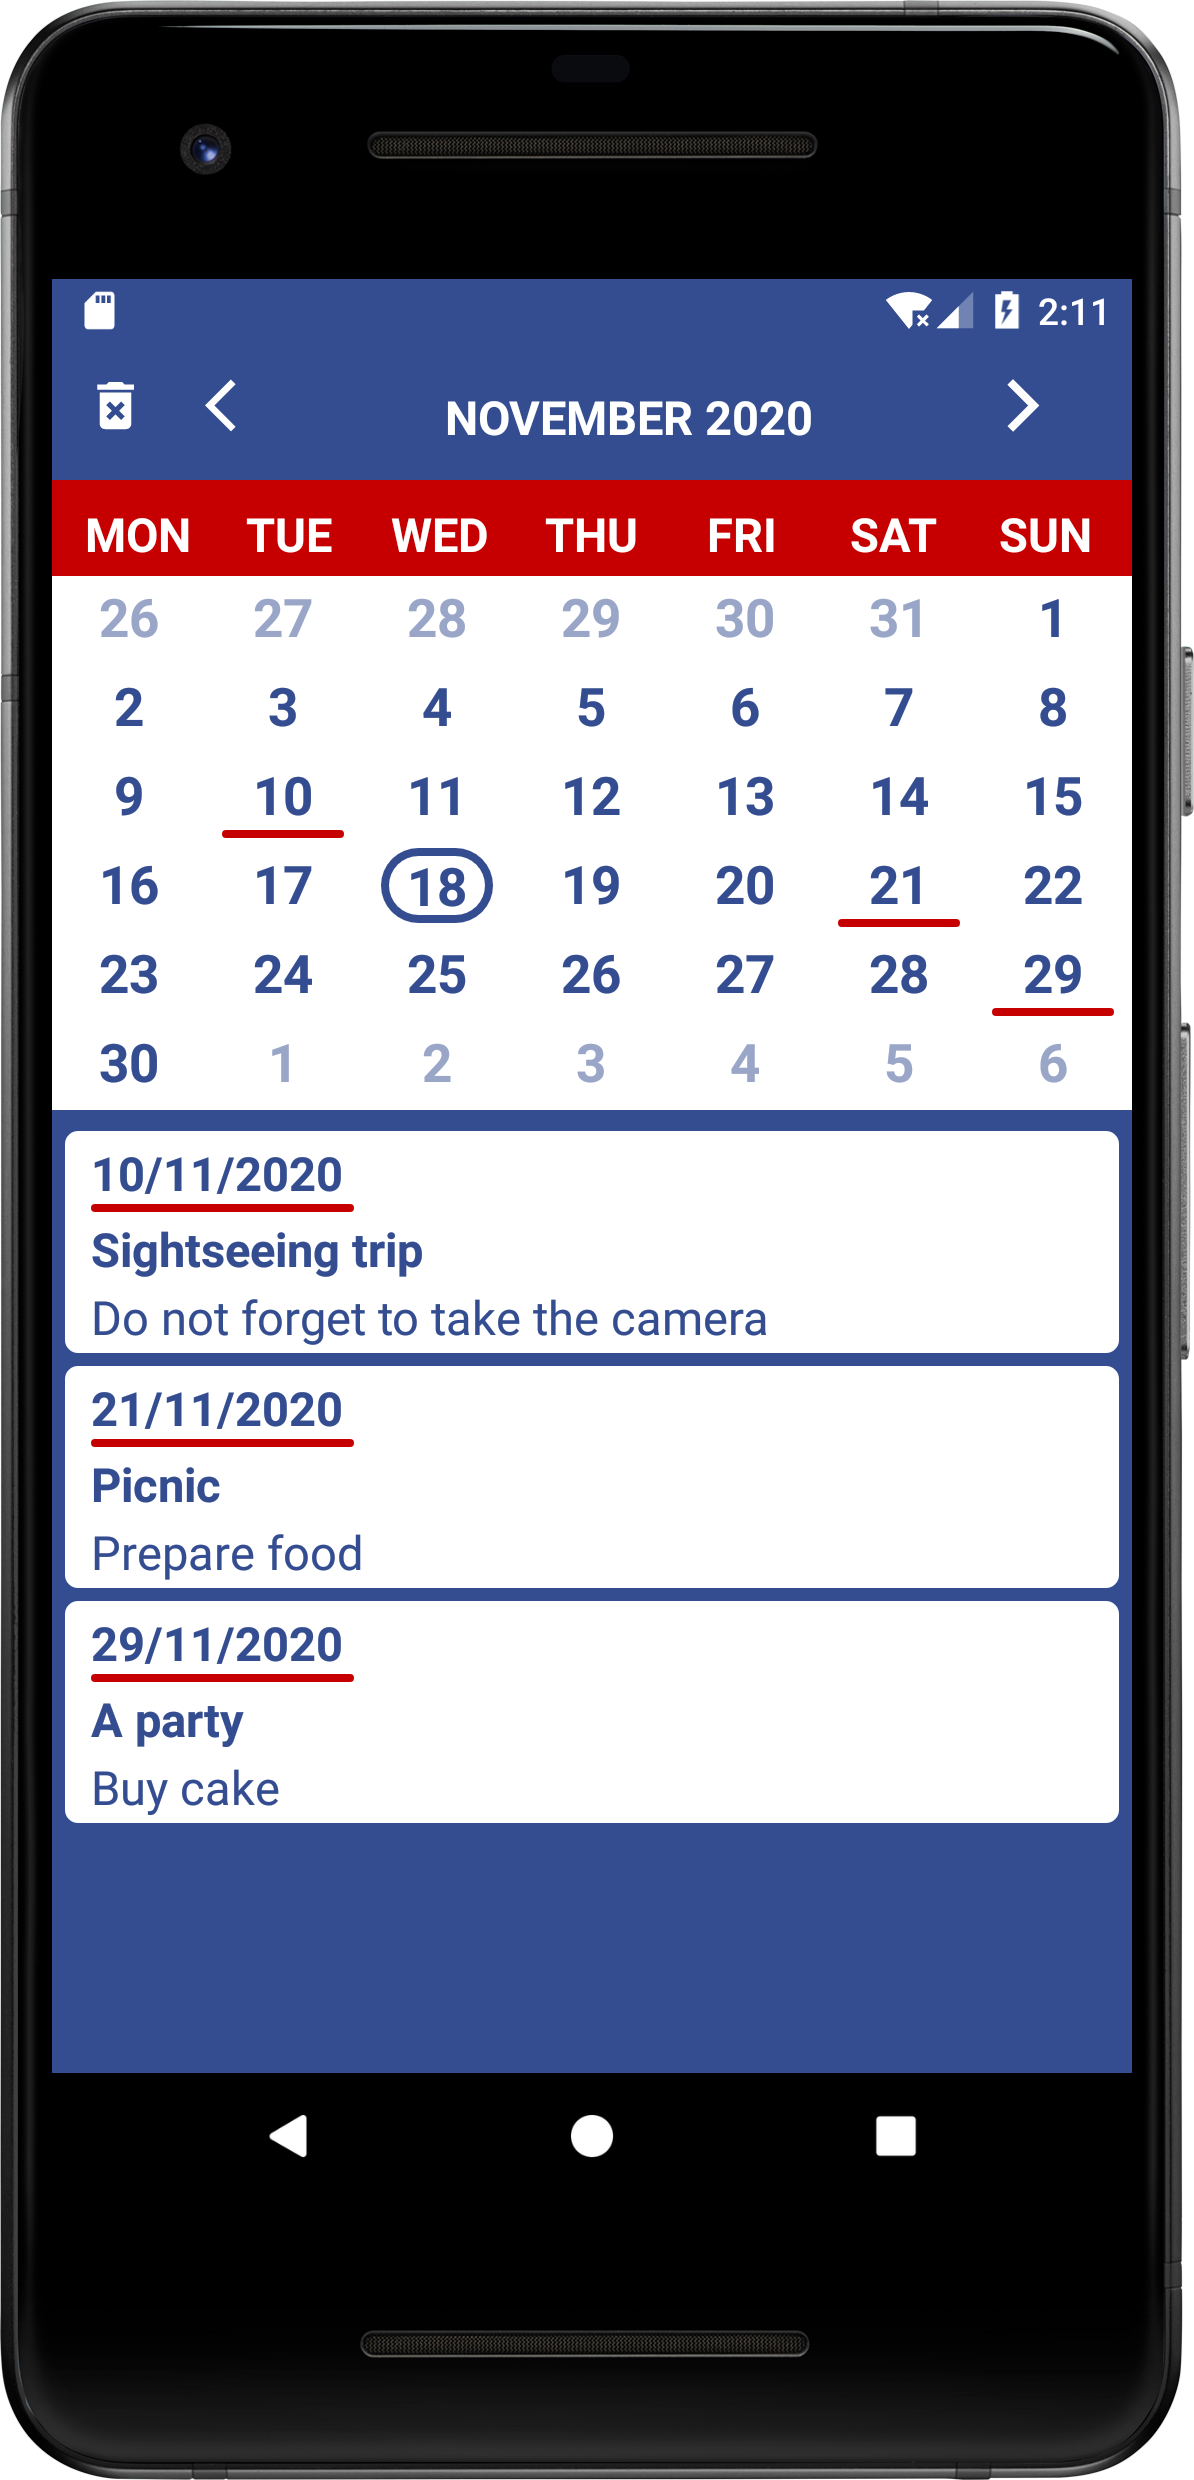 2:11
NOVEMBER 2020
MON TUE WED THU FRI SAT SUN
26 27 28 29 30 31 1
2 3 4 5 6 7 8
9 10 11 12 13 14 15
16 17 18 19 20 21 22
23 24 25 26 27 28 29
30 1 2 3 4 5 6
10/11/2020
Sightseeing trip
Do not forget to take the camera
21/11/2020
Picnic
Prepare food
29/11/2020
A party
Buy cake